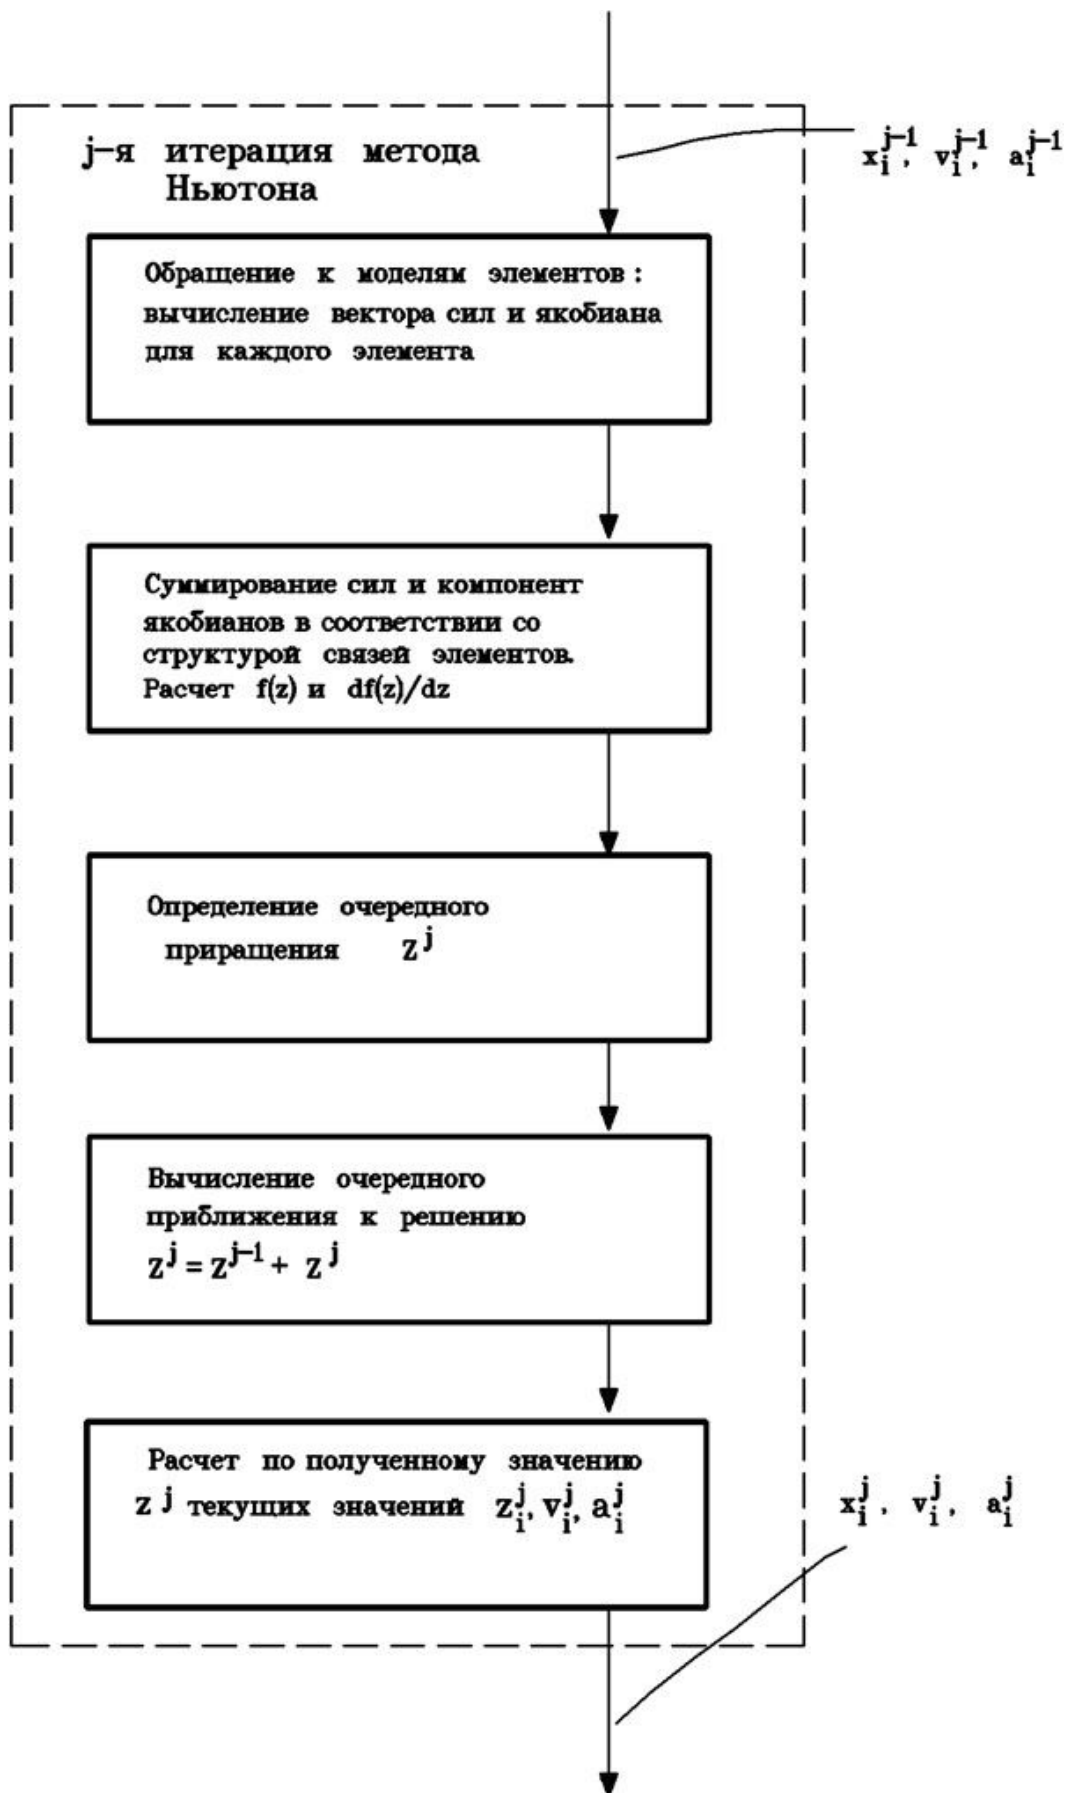 j-я итерация метода
Ньютона
x_i^{j-1}, v_i^{j-1}, a_i^{j-1}
Обращение к моделям элементов:
вычисление вектора сил и якобиана
для каждого элемента
Суммирование сил и компонент
якобианов в соответствии со
структурой связей элементов.
Расчет f(z) и df(z)/dz
Определение очередного
приращения z^j
Вычисление очередного
приближения к решению
z^j = z^{j-1} + z^j
Расчет по полученному значению
z^j текущих значений z_i^j, v_i^j, a_i^j
x_i^j, v_i^j, a_i^j